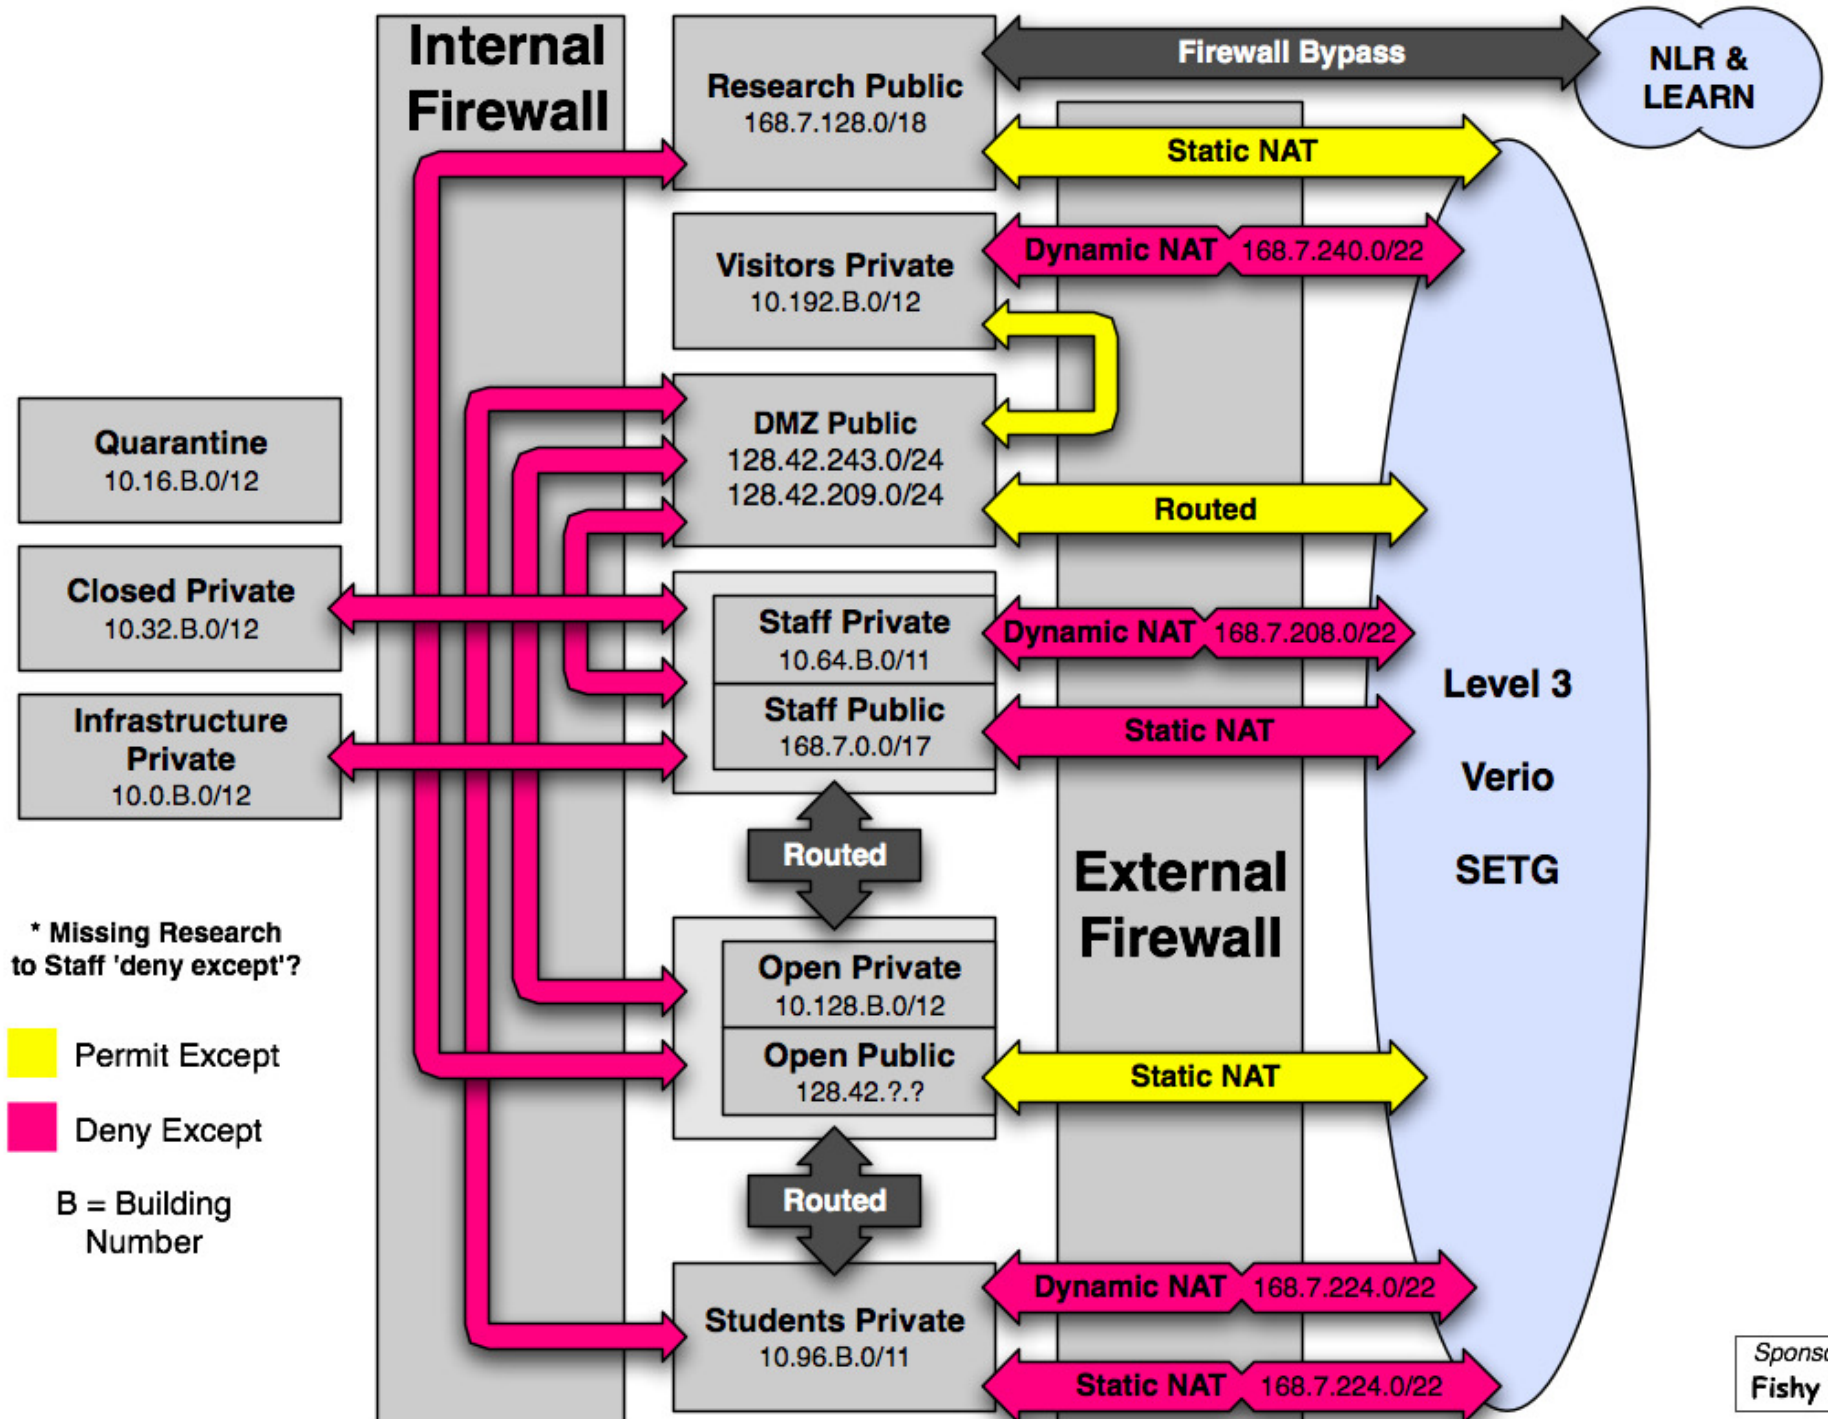 Internal
Firewall
Research Public
168.7.128.0/18
Firewall Bypass
NLR &
LEARN
Static NAT
Visitors Private
10.192.B.0/12
Dynamic NAT
168.7.240.0/22
DMZ Public
128.42.243.0/24
128.42.209.0/24
Routed
Quarantine
10.16.B.0/12
Closed Private
10.32.B.0/12
Infrastructure
Private
10.0.B.0/12
Staff Private
10.64.B.0/11
Dynamic NAT
168.7.208.0/22
Staff Public
168.7.0.0/17
Static NAT
Level 3
Verio
SETG
Routed
External
Firewall
* Missing Research
to Staff 'deny except'?
Permit Except
Deny Except
B = Building
Number
Open Private
10.128.B.0/12
Open Public
128.42.?.?
Static NAT
Routed
Students Private
10.96.B.0/11
Dynamic NAT
168.7.224.0/22
Static NAT
168.7.224.0/22
Fishy